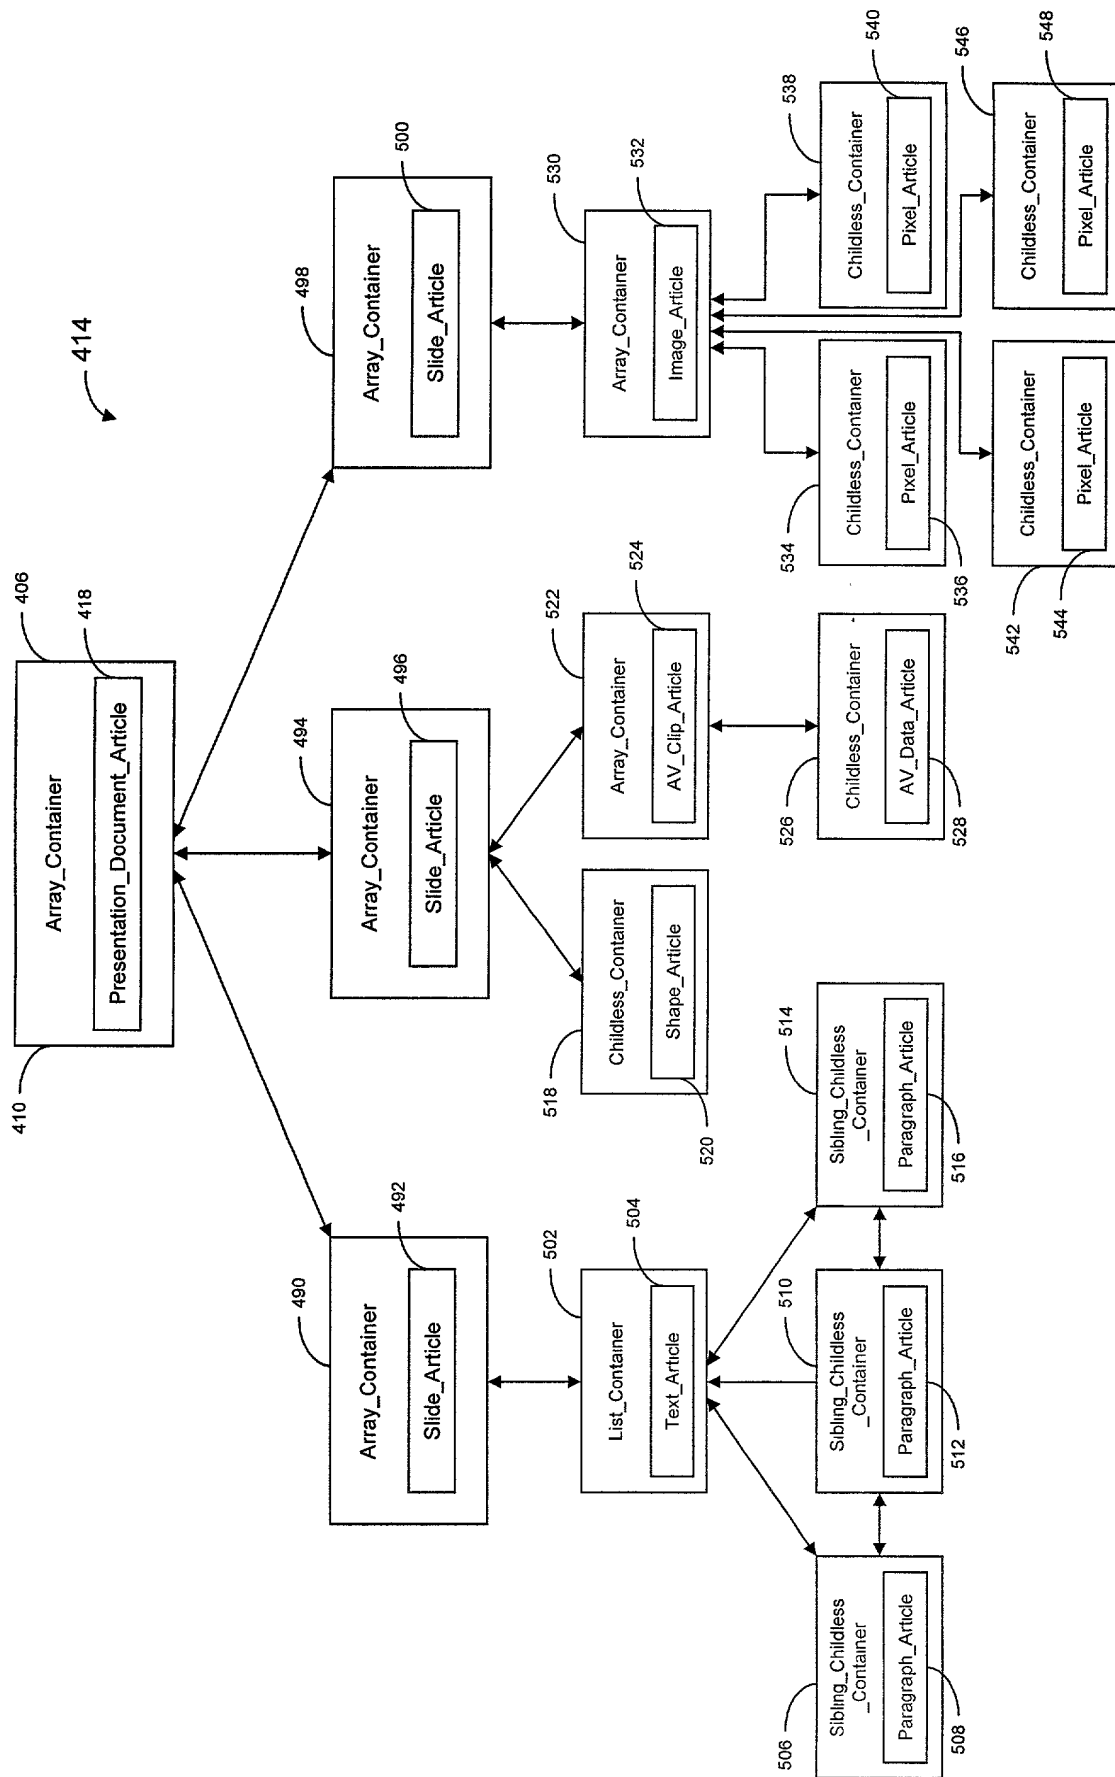 414
410
406
Array_Container
418
Presentation_Document_Article
490
Array_Container
492
Slide_Article
494
Array_Container
496
Slide_Article
498
Array_Container
500
Slide_Article
502
List_Container
504
Text_Article
518
Childless_Container
Shape_Article
520
522
Array_Container
524
AV_Clip_Article
530
Array_Container
532
Image_Article
506
Sibling_Childless
_Container
Paragraph_Article
508
510
Sibling_Childless
_Container
Paragraph_Article
512
514
Sibling_Childless
_Container
Paragraph_Article
516
526
Childless_Container
AV_Data_Article
528
534
Childless_Container
Pixel_Article
536
538
Childless_Container
540
Pixel_Article
542
Childless_Container
Pixel_Article
544
546
Childless_Container
548
Pixel_Article